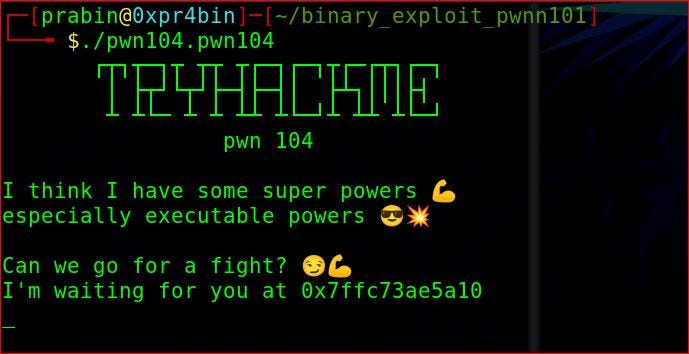 ┌─[prabin@0xpr4bin]─[~/binary_exploit_pwnn101]
└──╼ $./pwn104.pwn104
TRYHACKME
pwn 104
I think I have some super powers 💪
especially executable powers 😎💥
Can we go for a fight? 😏💪
I'm waiting for you at 0x7ffc73ae5a10